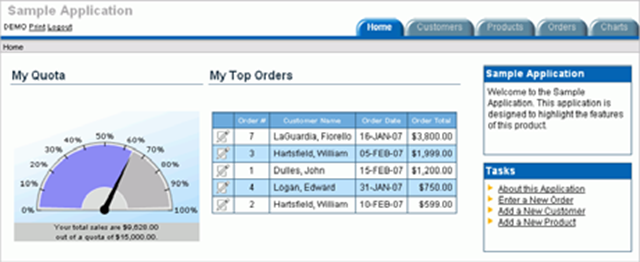 Sample Application
DEMO Print Logout
Home Customers Products Orders Charts
Home
My Quota
0% 10% 20% 30% 40% 50% 60% 70% 80% 90% 100%
Your total sales are $9,628.00
out of a quota of $15,000.00.
My Top Orders
Order # Customer Name Order Date Order Total
7 LaGuardia, Fiorello 16-JAN-07 $3,800.00
3 Hartsfield, William 05-FEB-07 $1,999.00
1 Dulles, John 15-FEB-07 $1,200.00
4 Logan, Edward 31-JAN-07 $750.00
2 Hartsfield, William 10-FEB-07 $599.00
Sample Application
Welcome to the Sample
Application. This application is
designed to highlight the features
of this product.
Tasks
About this Application
Enter a New Order
Add a New Customer
Add a New Product